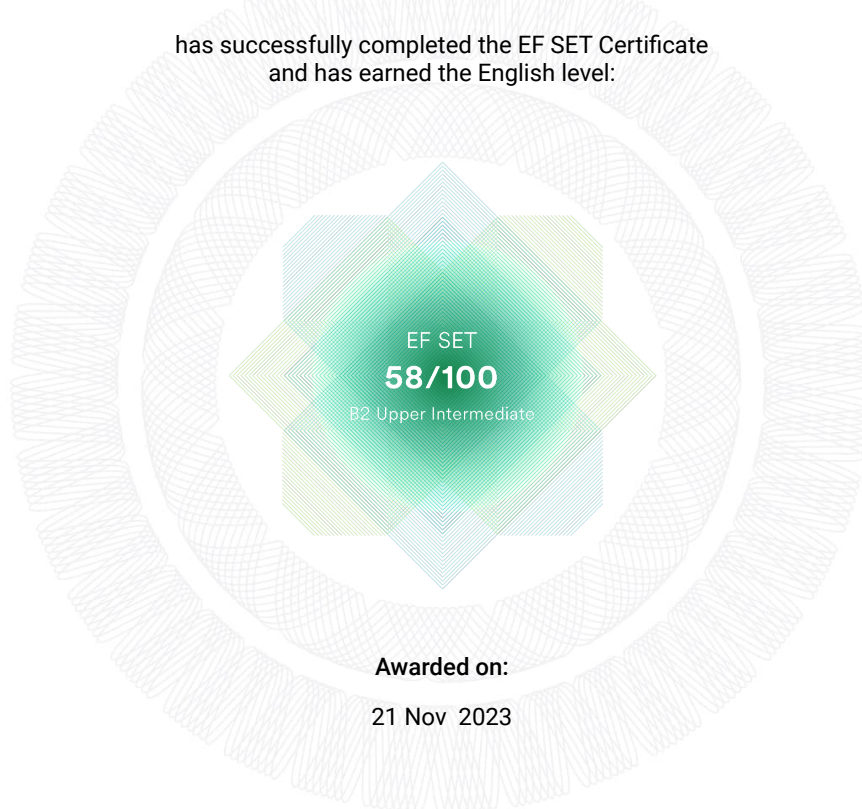 has successfully completed the EF SET Certificate
and has earned the English level:
EF SET
58/100
B2 Upper Intermediate
Awarded on:
21 Nov 2023